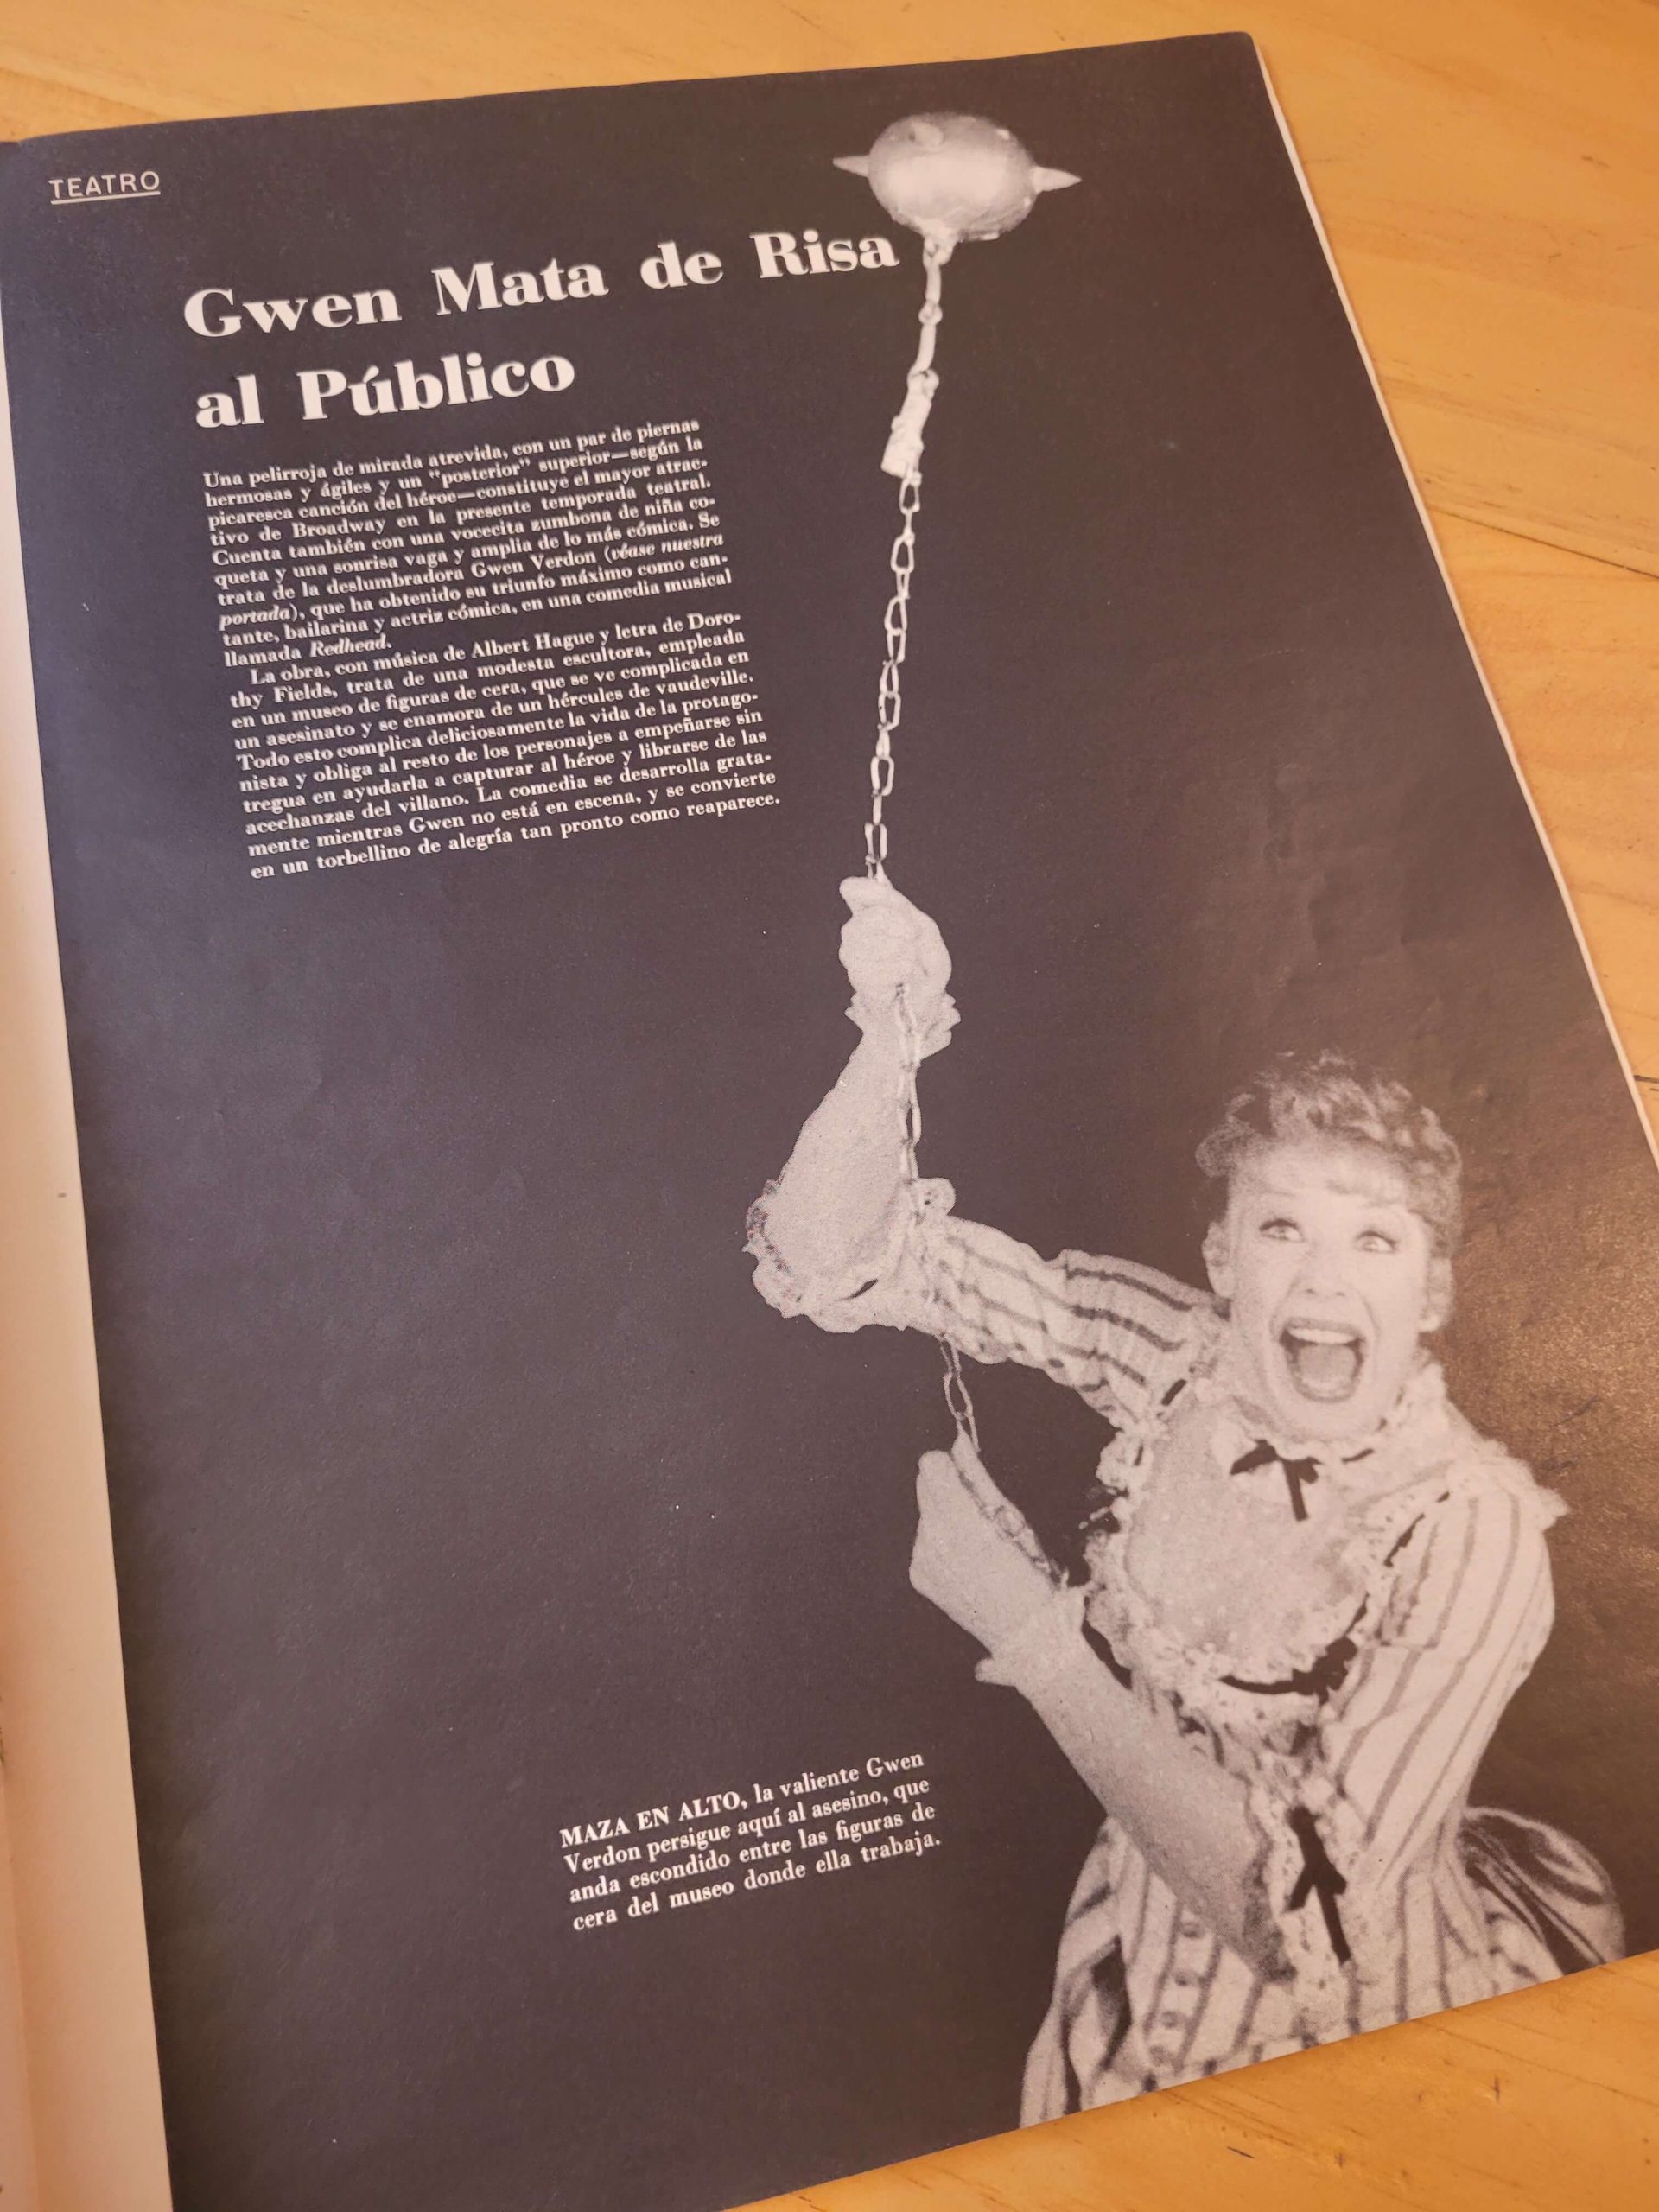 TEATRO
Gwen Mata de Risa
al Público
Una pelirroja de mirada atrevida, con un par de piernas
hermosas y ágiles y un "posterior" superior—según la
picaresca canción del héroe—constituye el mayor atrac-
tivo de Broadway en la presente temporada teatral.
Cuenta también con una vocecita zumbona de niña co-
queta y una sonrisa vaga y amplia de lo más cómica. Se
trata de la deslumbradora Gwen Verdon (véase nuestra
portada), que ha obtenido su triunfo máximo como can-
tante, bailarina y actriz cómica, en una comedia musical
llamada Redhead.
La obra, con música de Albert Hague y letra de Doro-
thy Fields, trata de una modesta escultora, empleada
en un museo de figuras de cera, que se ve complicada en
un asesinato y se enamora de un hércules de vaudeville.
Todo esto complica deliciosamente la vida de la protago-
nista y obliga al resto de los personajes a empeñarse sin
tregua en ayudarla a capturar al héroe y librarse de las
acechanzas del villano. La comedia se desarrolla grata-
mente mientras Gwen no está en escena, y se convierte
en un torbellino de alegría tan pronto como reaparece.
MAZA EN ALTO, la valiente Gwen
Verdon persigue aquí al asesino, que
anda escondido entre las figuras de
cera del museo donde ella trabaja.